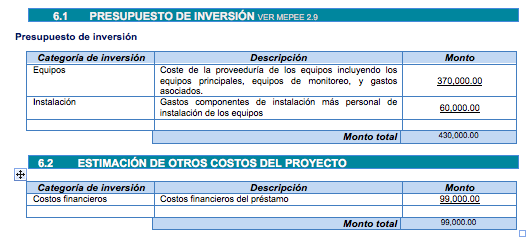 6.1 PRESUPUESTO DE INVERSIÓN VER MEPEE 2.9
Presupuesto de inversión
Categoría de inversión Descripción Monto
Equipos Coste de la proveeduría de los equipos incluyendo los
equipos principales, equipos de monitoreo, y gastos
asociados. 370,000.00
Instalación Gastos componentes de instalación más personal de
instalación de los equipos 60,000.00
Monto total 430,000.00
6.2 ESTIMACIÓN DE OTROS COSTOS DEL PROYECTO
Categoría de inversión Descripción Monto
Costos financieros Costos financieros del préstamo 99,000.00
Monto total 99,000.00